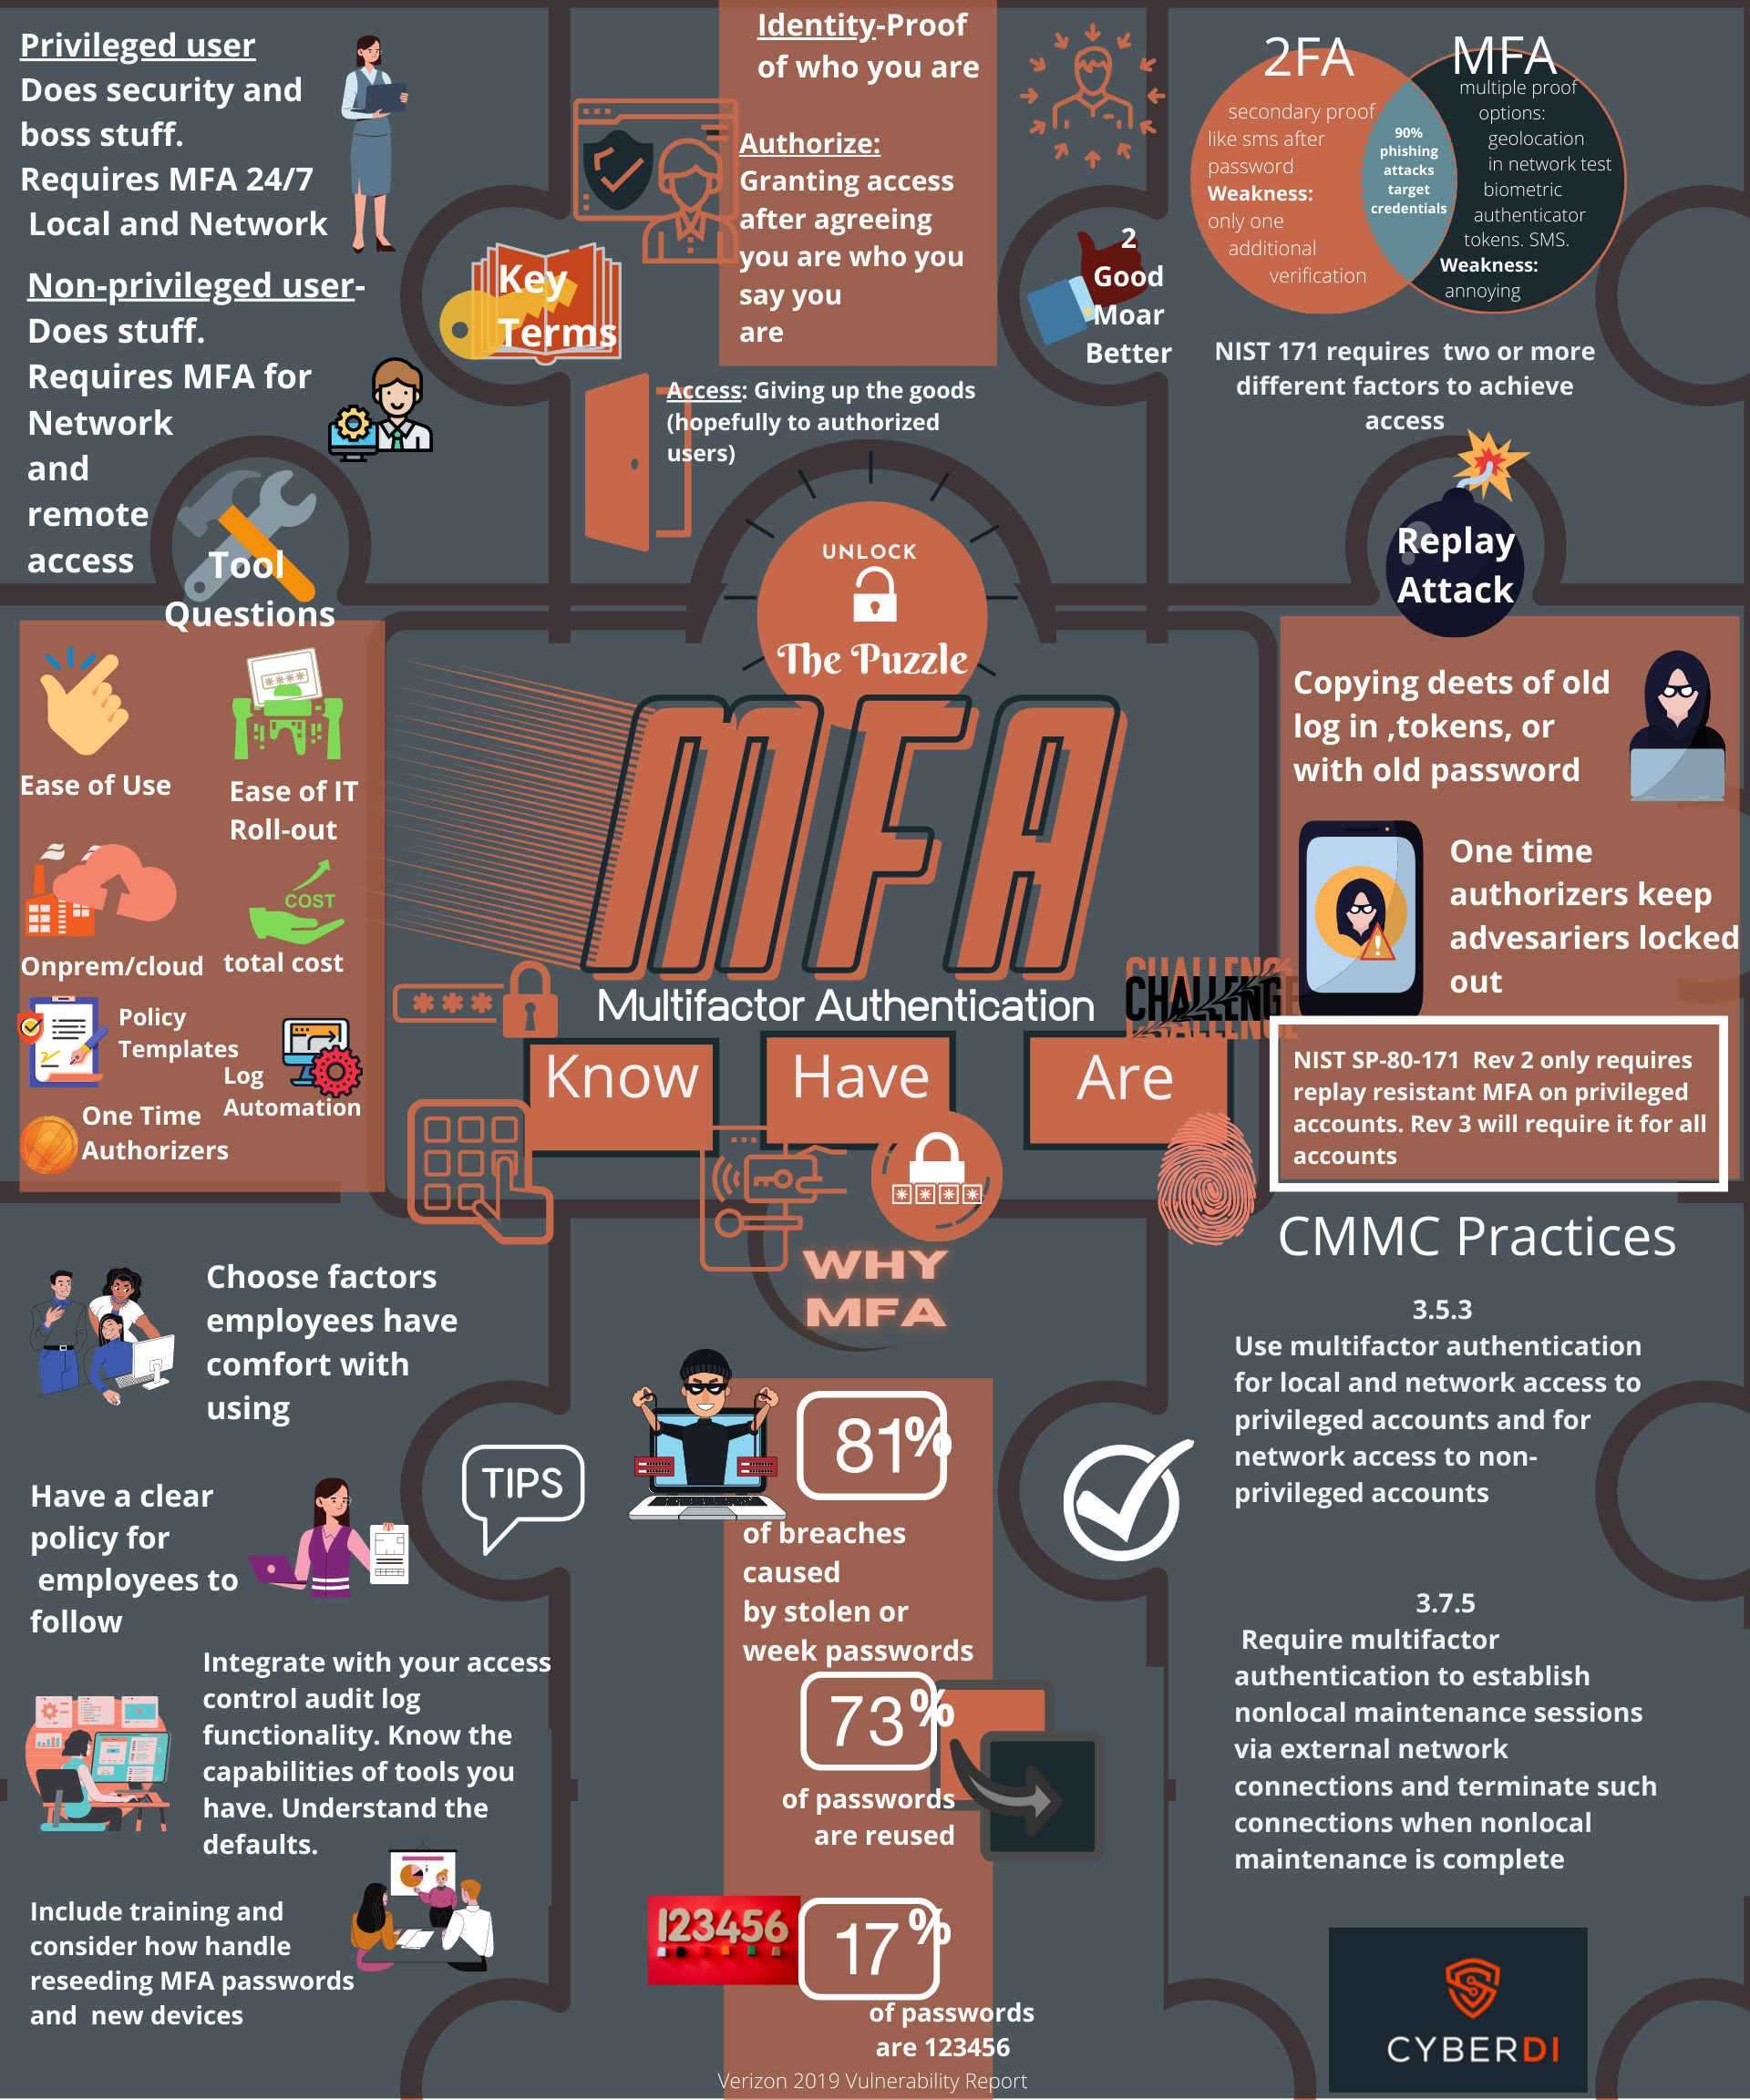 Privileged user
Does security and
boss stuff.
Requires MFA 24/7
Local and Network
Non-privileged user-
Does stuff.
Requires MFA for
Network
and
remote
access
Key
Terms
Identity-Proof
of who you are
Authorize:
Granting access
after agreeing
you are who you
say you
are
Access: Giving up the goods
(hopefully to authorized
users)
2
Good
Moar
Better
2FA
secondary proof
like sms after
password
Weakness:
only one
additional
verification
90%
phishing
attacks
target
credentials
MFA
multiple proof
options:
geolocation
in network test
biometric
authenticator
tokens. SMS.
Weakness:
annoying
NIST 171 requires two or more
different factors to achieve
access
Tool
Questions
Ease of Use
****
Ease of IT
Roll-out
Onprem/cloud
COST
total cost
Policy
Templates
Log
Automation
One Time
Authorizers
UNLOCK
The Puzzle
MFA
Multifactor Authentication
***
CHALLENGE
CHALLENGE
CHALLENGE
Know
Have
Are
****
Replay
Attack
Copying deets of old
log in ,tokens, or
with old password
One time
authorizers keep
advesariers locked
out
NIST SP-80-171 Rev 2 only requires
replay resistant MFA on privileged
accounts. Rev 3 will require it for all
accounts
Choose factors
employees have
comfort with
using
TIPS
Have a clear
policy for
employees to
follow
Integrate with your access
control audit log
functionality. Know the
capabilities of tools you
have. Understand the
defaults.
Include training and
consider how handle
reseeding MFA passwords
and new devices
WHY
MFA
81%
of breaches
caused
by stolen or
week passwords
73%
of passwords
are reused
123456
17%
of passwords
are 123456
Verizon 2019 Vulnerability Report
CMMC Practices
3.5.3
Use multifactor authentication
for local and network access to
privileged accounts and for
network access to non-
privileged accounts
3.7.5
Require multifactor
authentication to establish
nonlocal maintenance sessions
via external network
connections and terminate such
connections when nonlocal
maintenance is complete
CYBERDI